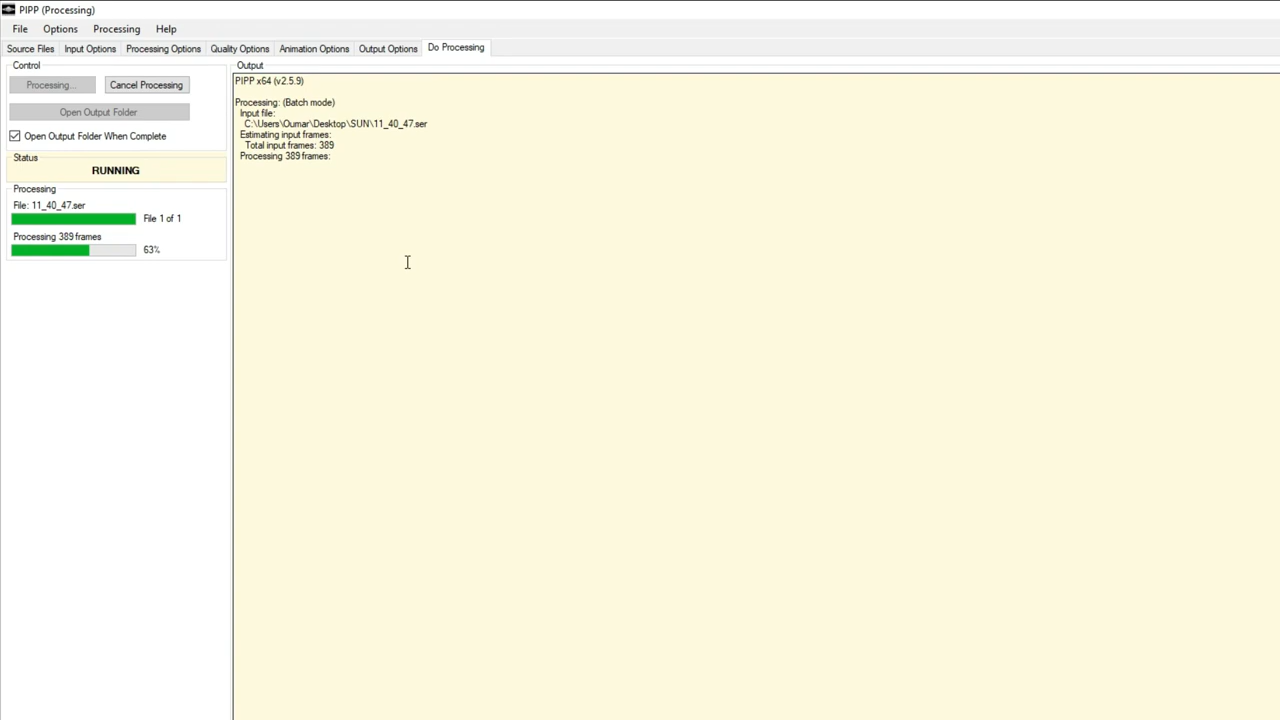 PIPP (Processing)
File Options Processing Help
Source Files Input Options Processing Options Quality Options Animation Options Output Options Do Processing
Control
Processing... Cancel Processing
Open Output Folder
Open Output Folder When Complete
Status
RUNNING
Processing
File: 11_40_47.ser
File 1 of 1
Processing 389 frames
63%
Output
PIPP x64 (v2.5.9)
Processing: (Batch mode)
Input file:
C:\Users\Oumar\Desktop\SUN\11_40_47.ser
Estimating input frames:
Total input frames: 389
Processing 389 frames: